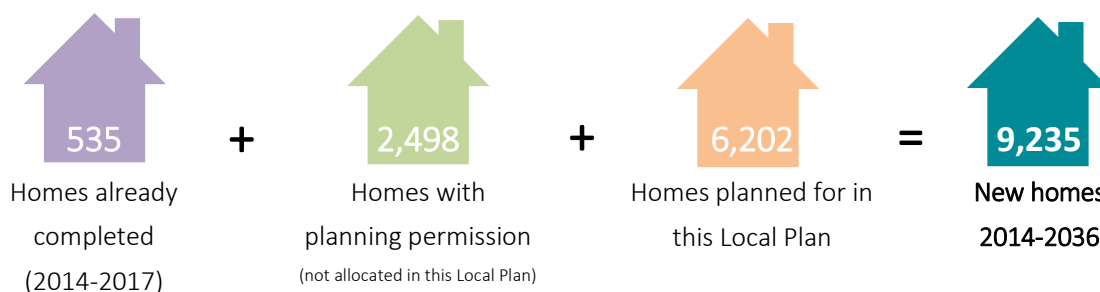 535 + 2,498 + 6,202 = 9,235
Homes already
completed
(2014-2017)
Homes with
planning permission
(not allocated in this Local Plan)
Homes planned for in
this Local Plan
New homes
2014-2036